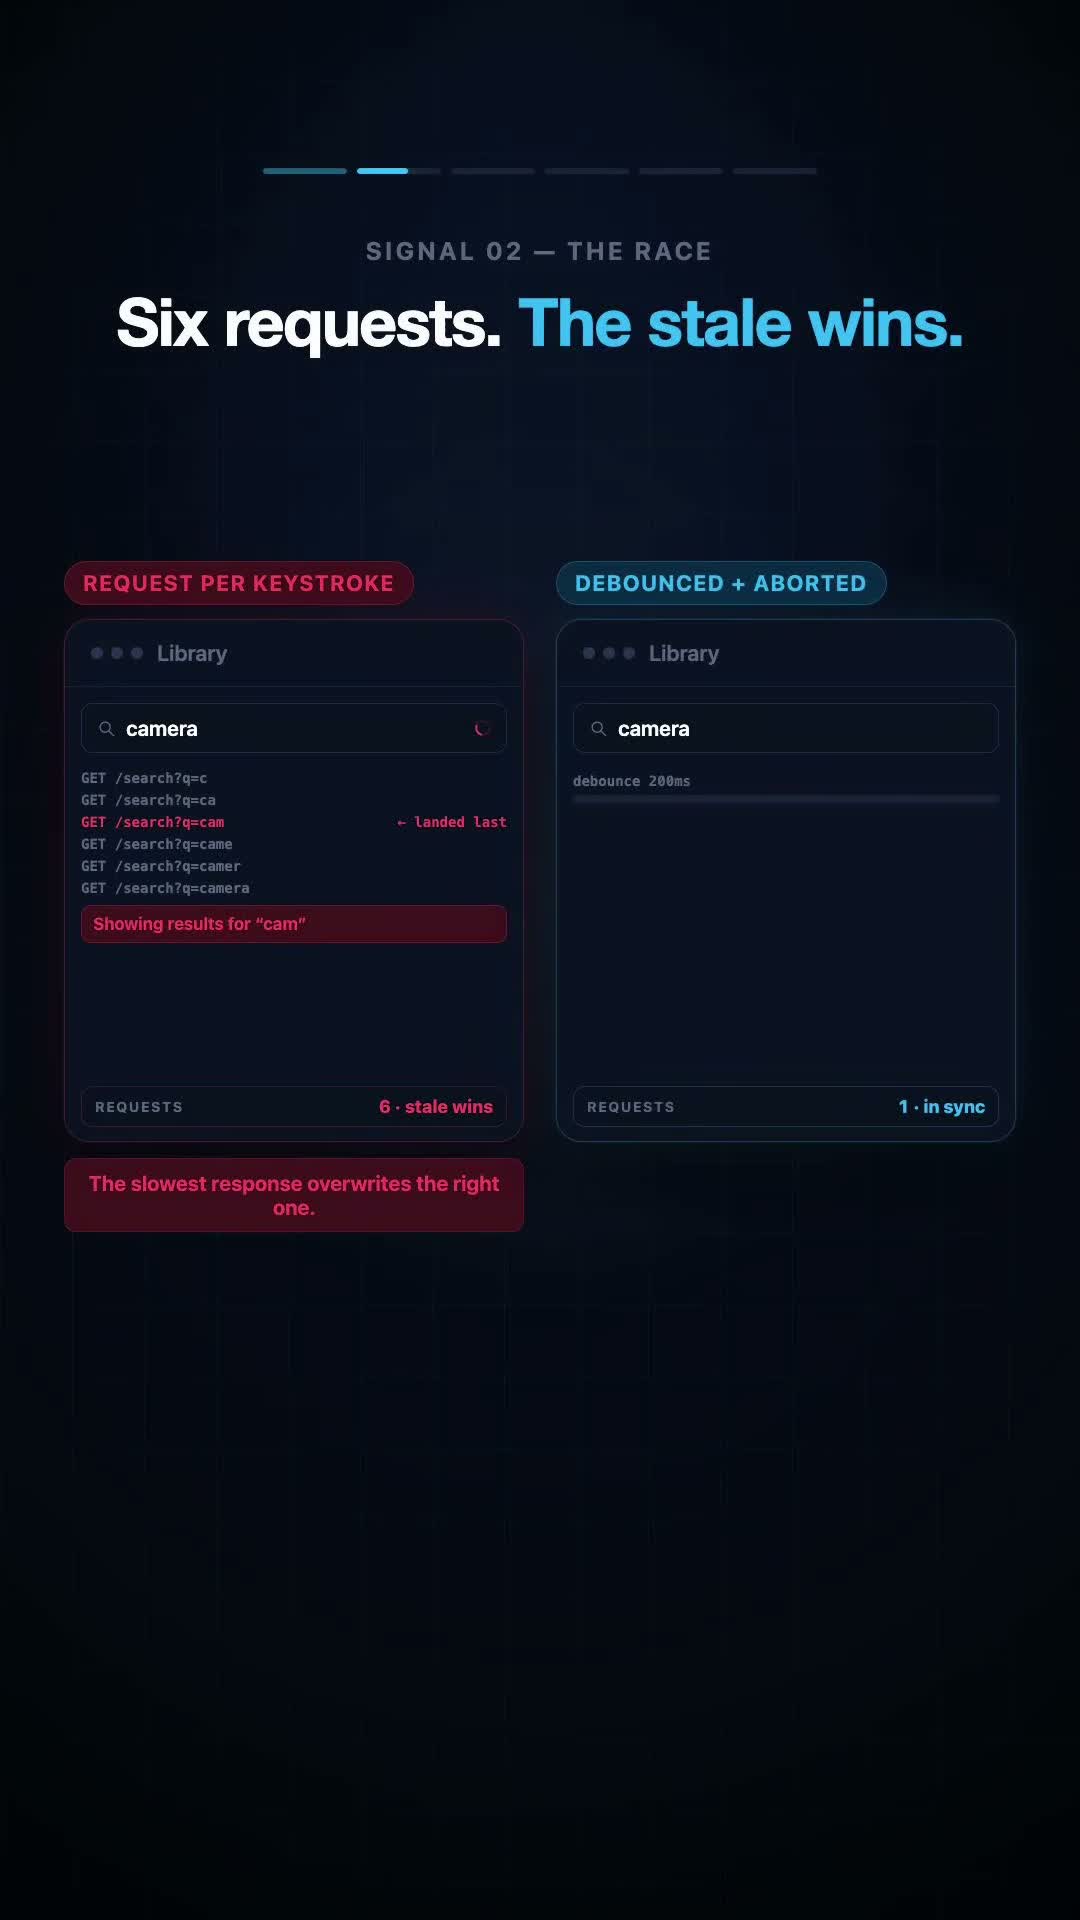 SIGNAL 02 — THE RACE
Six requests. The stale wins.
REQUEST PER KEYSTROKE
Library
camera
GET /search?q=c
GET /search?q=ca
GET /search?q=cam ← landed last
GET /search?q=came
GET /search?q=camer
GET /search?q=camera
Showing results for “cam”
REQUESTS 6 · stale wins
The slowest response overwrites the right
one.
DEBOUNCED + ABORTED
Library
camera
debounce 200ms
REQUESTS 1 · in sync